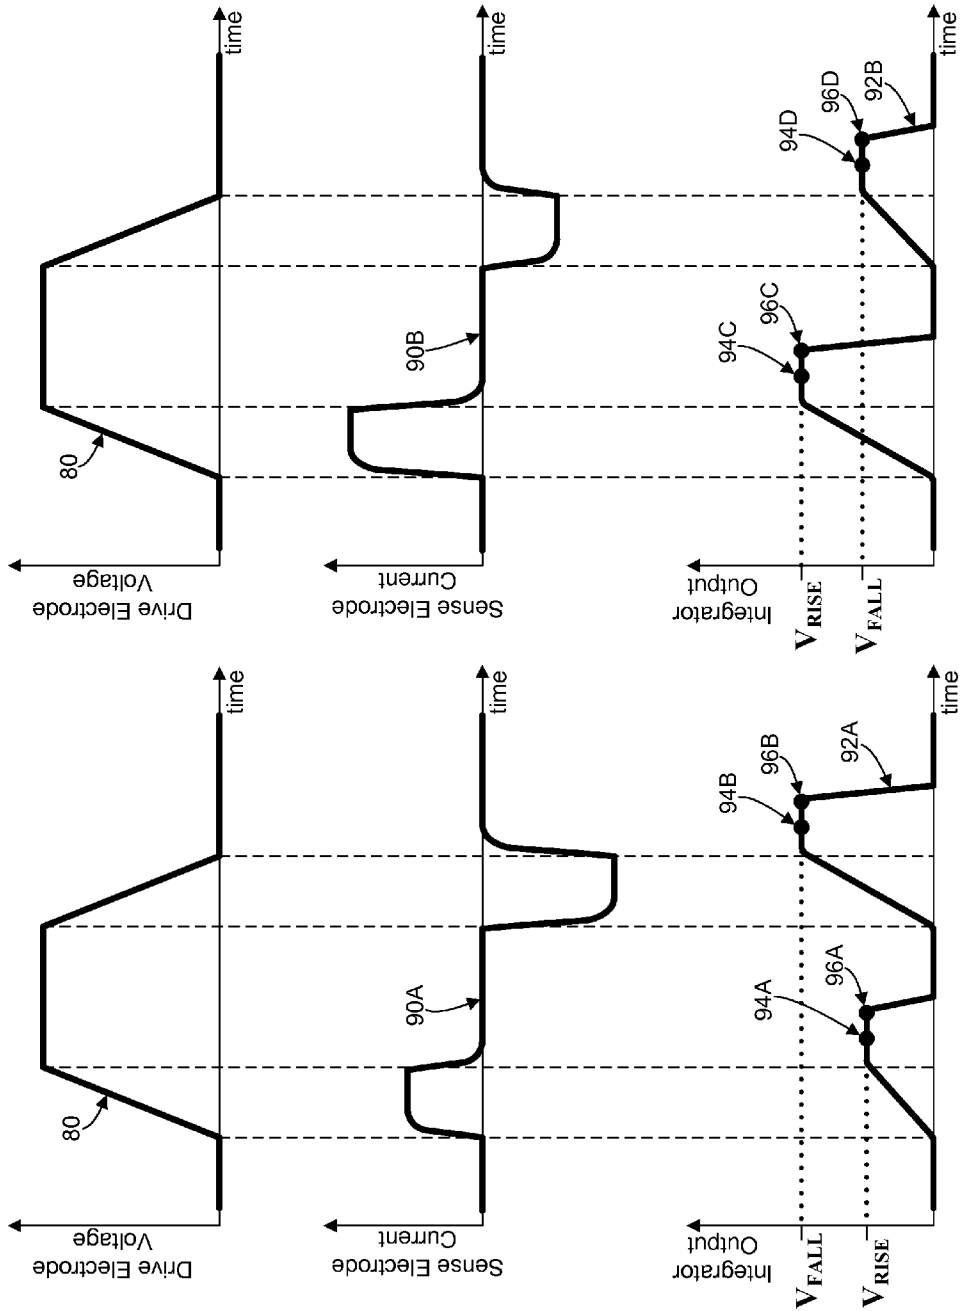 Drive Electrode
Voltage
80
time
Sense Electrode
Current
90A
time
Integrator
Output
V_FALL
V_RISE
94A
96A
94B
96B
92A
time
Drive Electrode
Voltage
80
time
Sense Electrode
Current
90B
time
Integrator
Output
V_RISE
V_FALL
94C
96C
94D
96D
92B
time